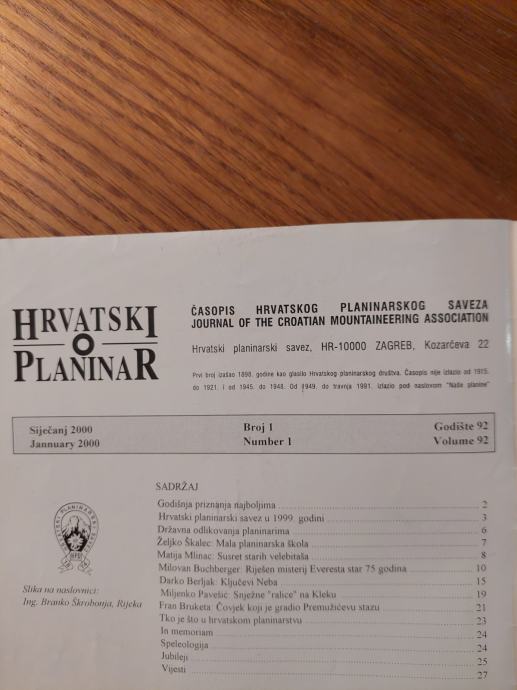 HRVATSKI
PLANINAR
ČASOPIS HRVATSKOG PLANINARSKOG SAVEZA
JOURNAL OF THE CROATIAN MOUNTAINEERING ASSOCIATION
Hrvatski planinarski savez, HR-10000 ZAGREB, Kozarčeva 22
Prvi broj izašao 1898. godine kao glasilo Hrvatskog planinarskog društva. Časopis nije izlazio od 1915.
do 1921. i od 1945. do 1948. Od 1949. do travnja 1991. izlazio pod naslovom "Naše planine"
Siječanj 2000 Broj 1 Godište 92
Jannuary 2000 Number 1 Volume 92
SADRŽAJ
Godišnja priznanja najboljima 2
Hrvatski planinarski savez u 1999. godini 3
Državna odlikovanja planinarima 6
Željko Škalec: Mala planinarska škola 7
Matija Mlinac: Susret starih velebitaša 8
Milovan Buchberger: Riješen misterij Everesta star 75 godina 10
Darko Berljak: Ključevi Neba 15
Miljenko Pavešić: Snježne "ralice" na Kleku 19
Fran Bruketa: Čovjek koji je gradio Premužićevu stazu 21
Tko je što u hrvatskom planinarstvu 23
In memoriam 24
Speleologija 24
Jubileji 25
Vijesti 27
Slika na naslovnici:
Ing. Branko Škrobonja, Rijeka